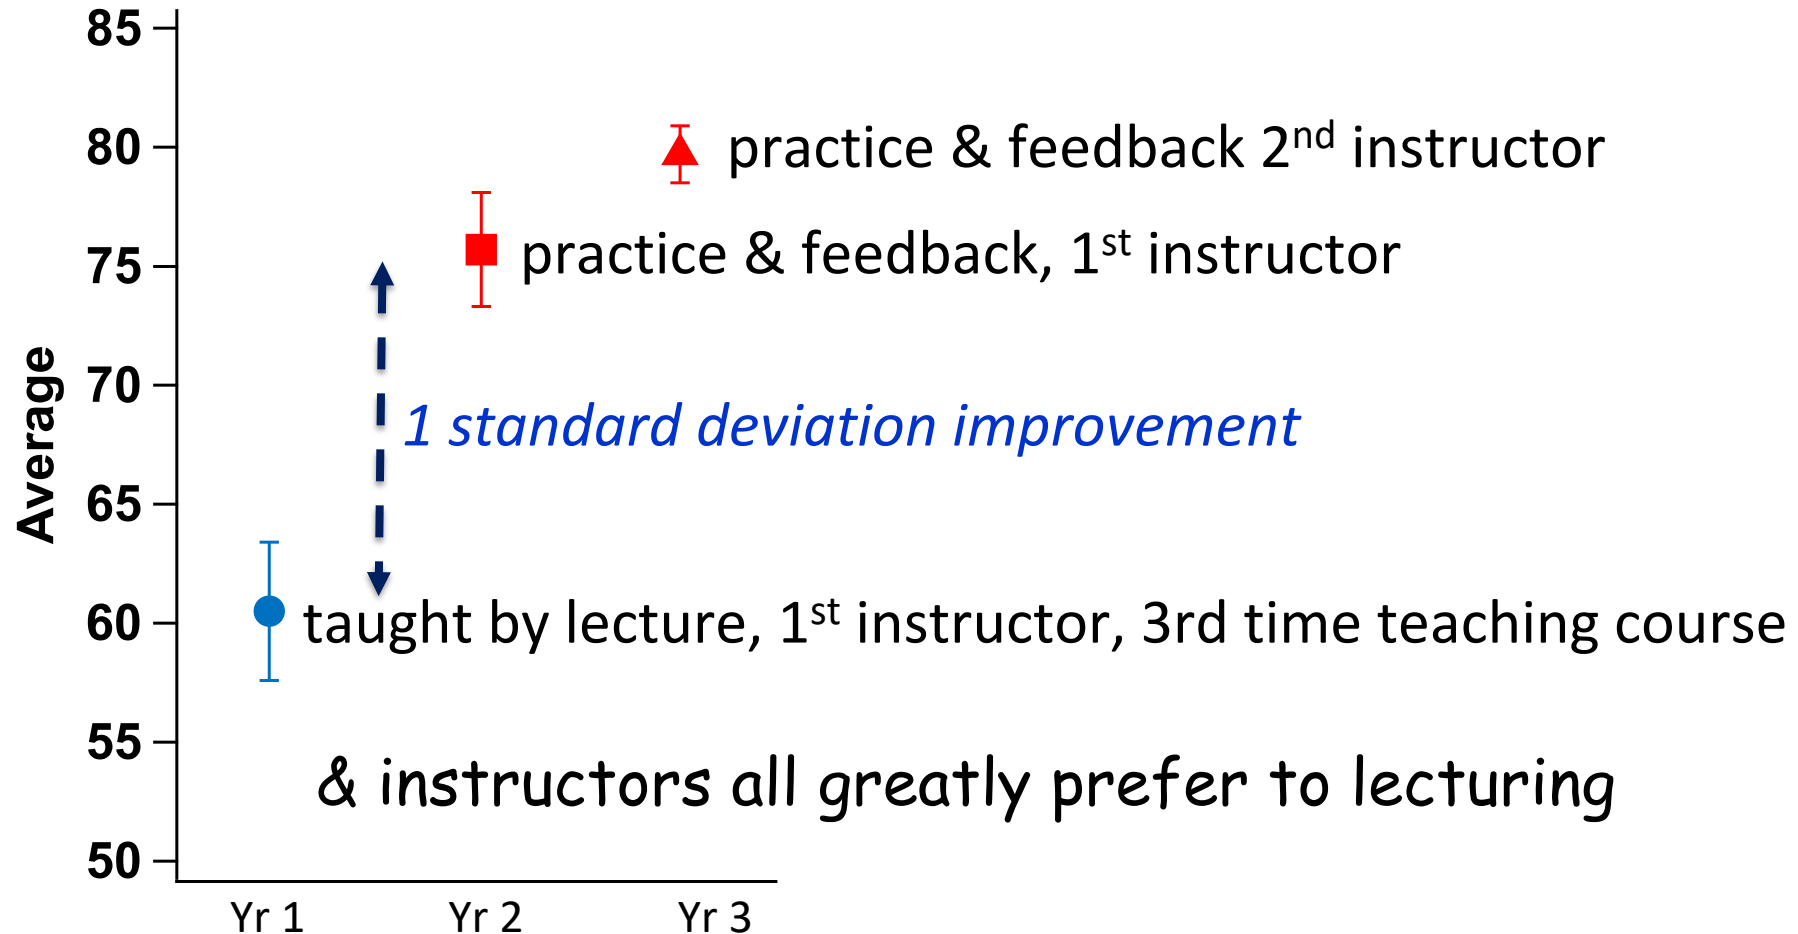 85
80
practice & feedback 2nd instructor
practice & feedback, 1st instructor
75
70
1 standard deviation improvement
Average
65
60
taught by lecture, 1st instructor, 3rd time teaching course
55
& instructors all greatly prefer to lecturing
50
Yr 1 Yr 2 Yr 3